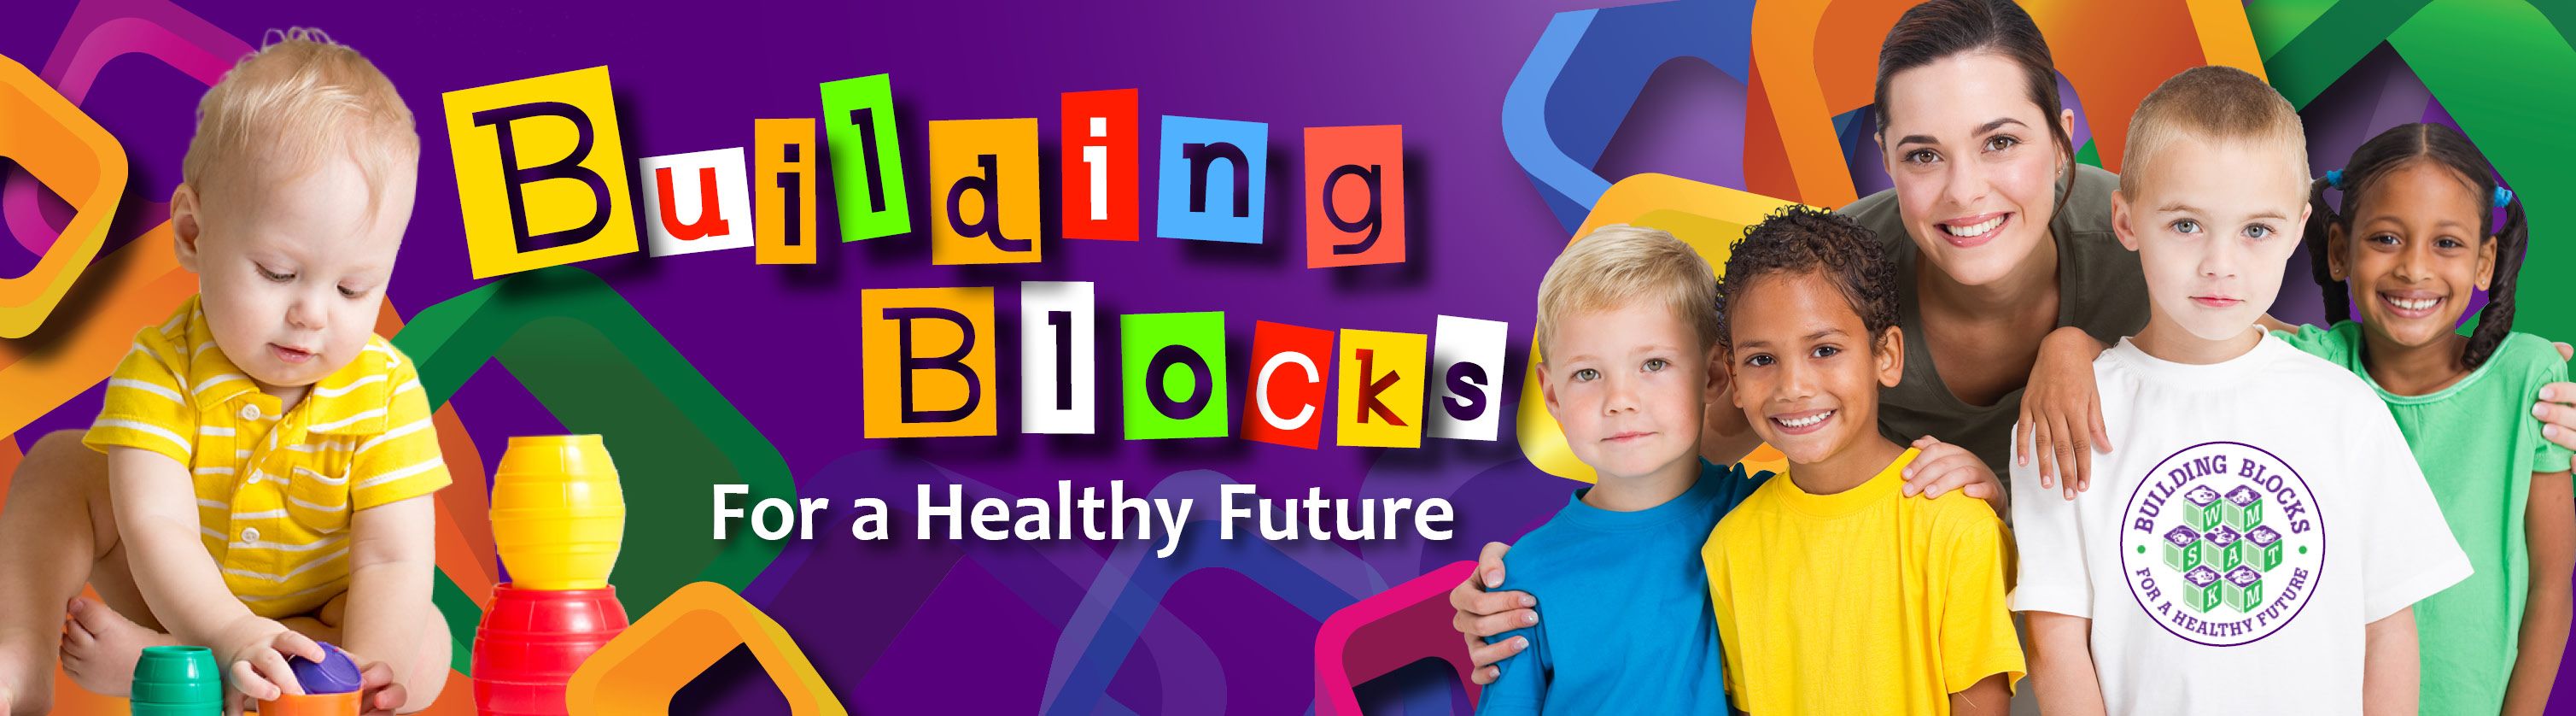 Building
Blocks
For a Healthy Future
BUILDING BLOCKS
W M
S A T
K M
FOR A HEALTHY FUTURE